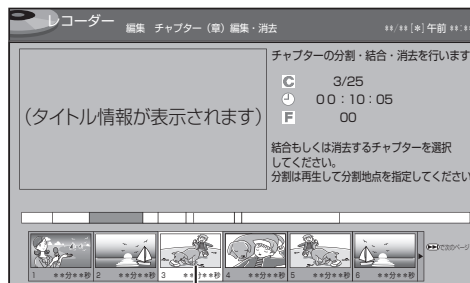 レコーダー
編集 チャプター（章）編集・消去
**/**[*]午前 **:*
チャプターの分割・結合・消去を行います
C 3/25
00：10：05
F 00
(タイトル情報が表示されます)
結合もしくは消去するチャプターを選択
してください。
分割は再生して分割地点を指定してください
1 **分**秒 2 **分**秒 3 **分**秒 4 **分**秒 5 **分**秒 6 **分**秒
で次のページ